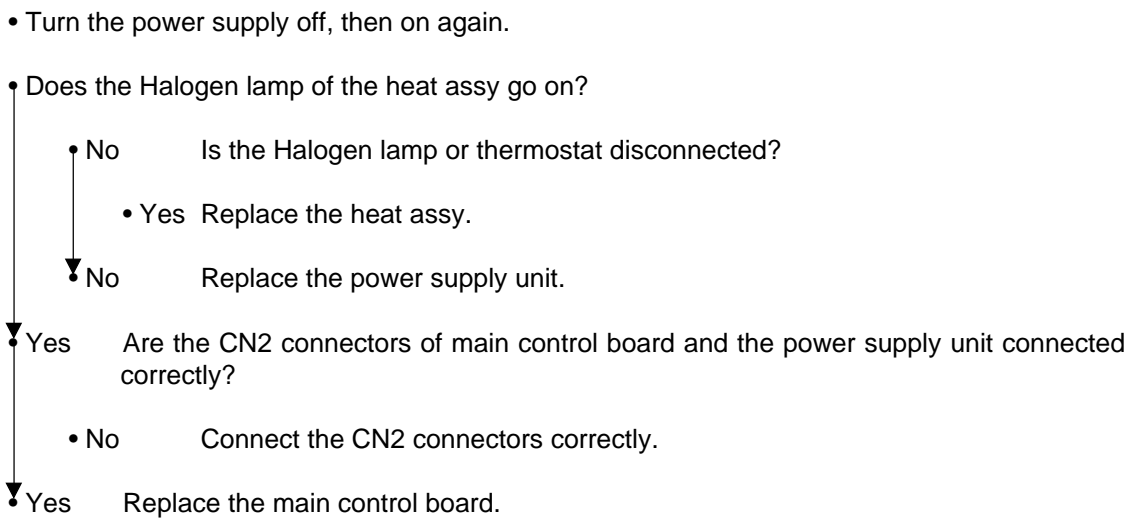 • Turn the power supply off, then on again.
• Does the Halogen lamp of the heat assy go on?
• No Is the Halogen lamp or thermostat disconnected?
• Yes Replace the heat assy.
• No Replace the power supply unit.
• Yes Are the CN2 connectors of main control board and the power supply unit connected
correctly?
• No Connect the CN2 connectors correctly.
• Yes Replace the main control board.